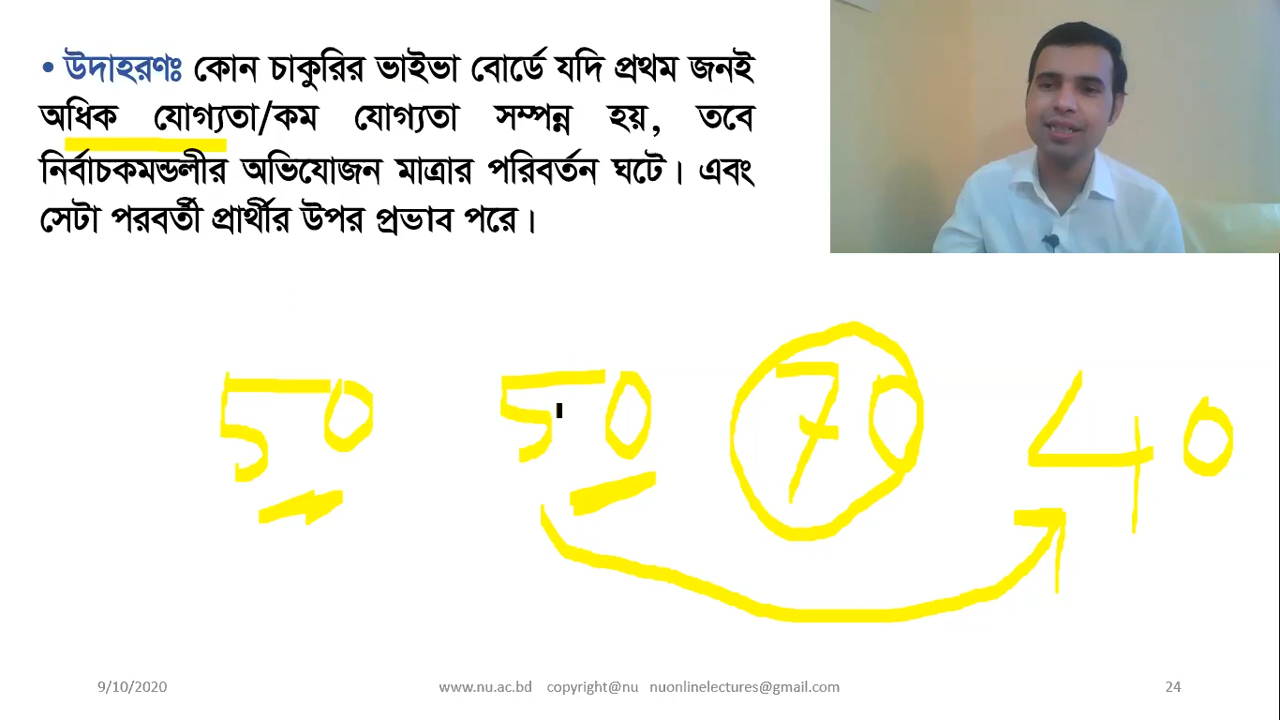 • উদাহরণঃ কোন চাকুরির ভাইভা বোর্ডে যদি প্রথম জনই
অধিক যোগ্যতা/কম যোগ্যতা সম্পন্ন হয়, তবে
নির্বাচকমন্ডলীর অভিযোজন মাত্রার পরিবর্তন ঘটে। এবং
সেটা পরবর্তী প্রার্থীর উপর প্রভাব পরে।
50 50 70 40
9/10/2020 www.nu.ac.bd copyright@nu nuonlinelectures@gmail.com 24